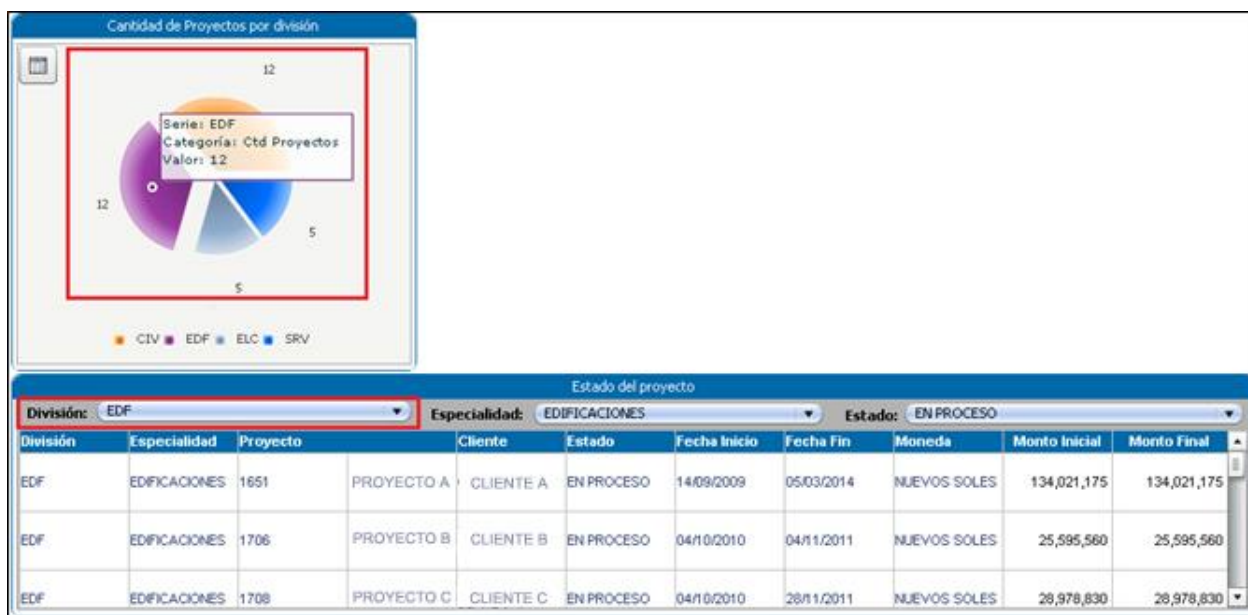 Cantidad de Proyectos por división
12
Serie: EDF
Categoría: Ctd Proyectos
Valor: 12
12
5
5
CIV EDF ELC SRV
Estado del proyecto
División: EDF Especialidad: EDIFICACIONES Estado: EN PROCESO
División Especialidad Proyecto Cliente Estado Fecha Inicio Fecha Fin Moneda Monto Inicial Monto Final
EDF EDIFICACIONES 1651 PROYECTO A CLIENTE A EN PROCESO 14/09/2009 05/03/2014 NUEVOS SOLES 134,021,175 134,021,175
EDF EDIFICACIONES 1706 PROYECTO B CLIENTE B EN PROCESO 04/10/2010 04/11/2011 NUEVOS SOLES 25,595,560 25,595,560
EDF EDIFICACIONES 1708 PROYECTO C CLIENTE C EN PROCESO 04/10/2010 28/11/2011 NUEVOS SOLES 28,978,830 28,978,830